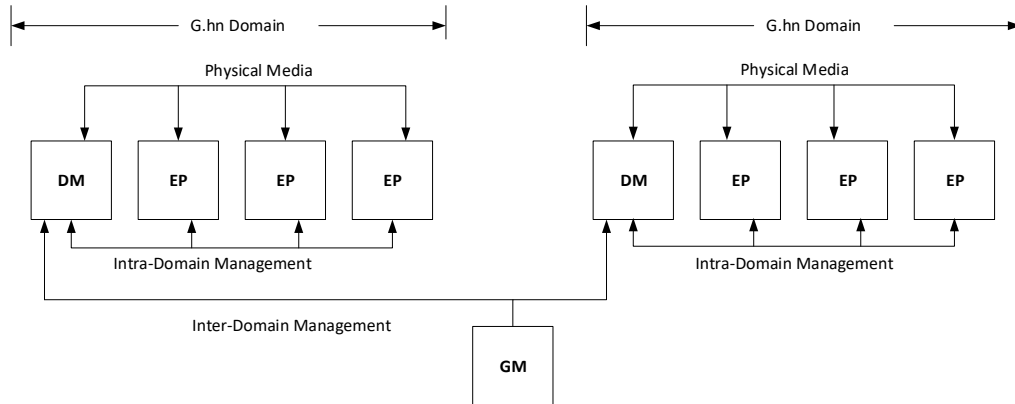 G.hn Domain
G.hn Domain
Physical Media
Physical Media
DM
EP
EP
EP
DM
EP
EP
EP
Intra-Domain Management
Intra-Domain Management
Inter-Domain Management
GM